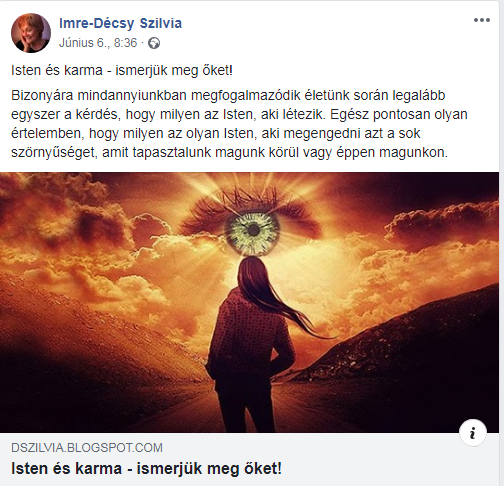 Imre-Décsy Szilvia
Június 6., 8:36 ·
Isten és karma - ismerjük meg őket!
Bizonyára mindannyiunkban megfogalmazódik életünk során legalább
egyszer a kérdés, hogy milyen az Isten, aki létezik. Egész pontosan olyan
értelemben, hogy milyen az olyan Isten, aki megengedni azt a sok
szörnyűséget, amit tapasztalunk magunk körül vagy éppen magunkon.
DSZILVIA.BLOGSPOT.COM
Isten és karma - ismerjük meg őket!